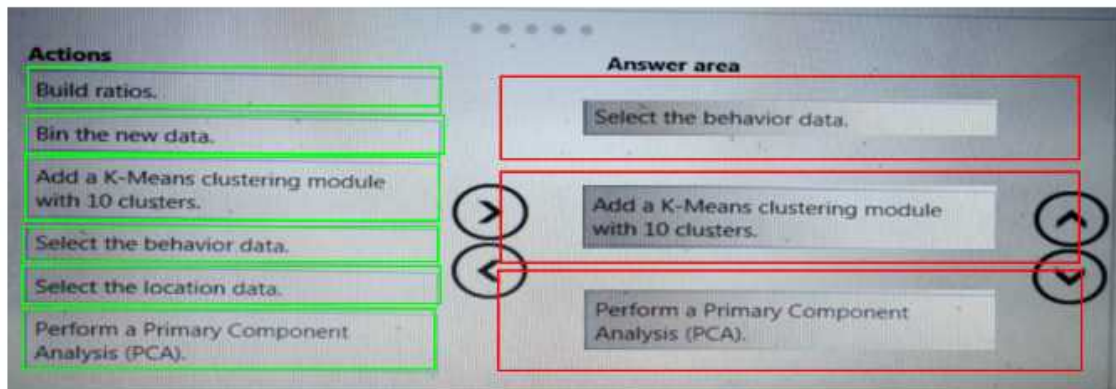 Actions
Build ratios.
Bin the new data.
Add a K-Means clustering module
with 10 clusters.
Select the behavior data.
Select the location data.
Perform a Primary Component
Analysis (PCA).
Answer area
Select the behavior data.
Add a K-Means clustering module
with 10 clusters.
Perform a Primary Component
Analysis (PCA).